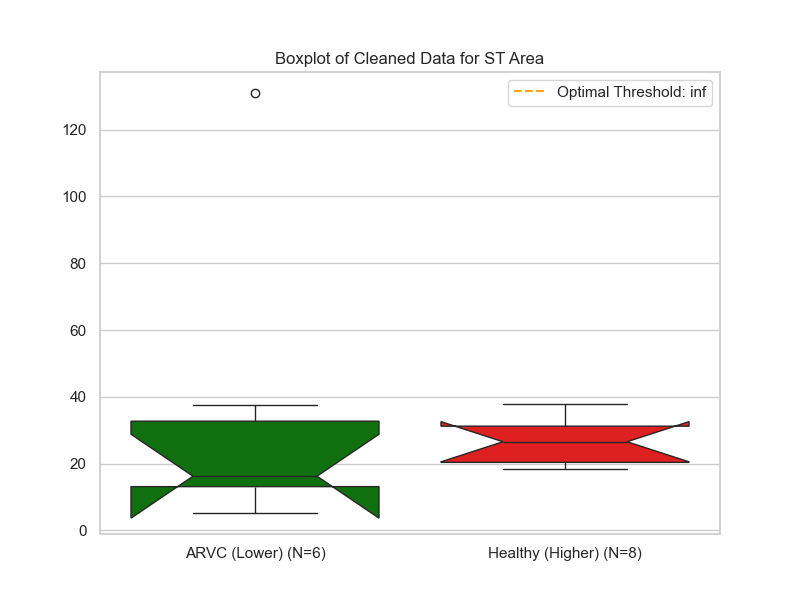 Boxplot of Cleaned Data for ST Area
Optimal Threshold: inf
120
100
80
60
40
20
0
ARVC (Lower) (N=6)
Healthy (Higher) (N=8)